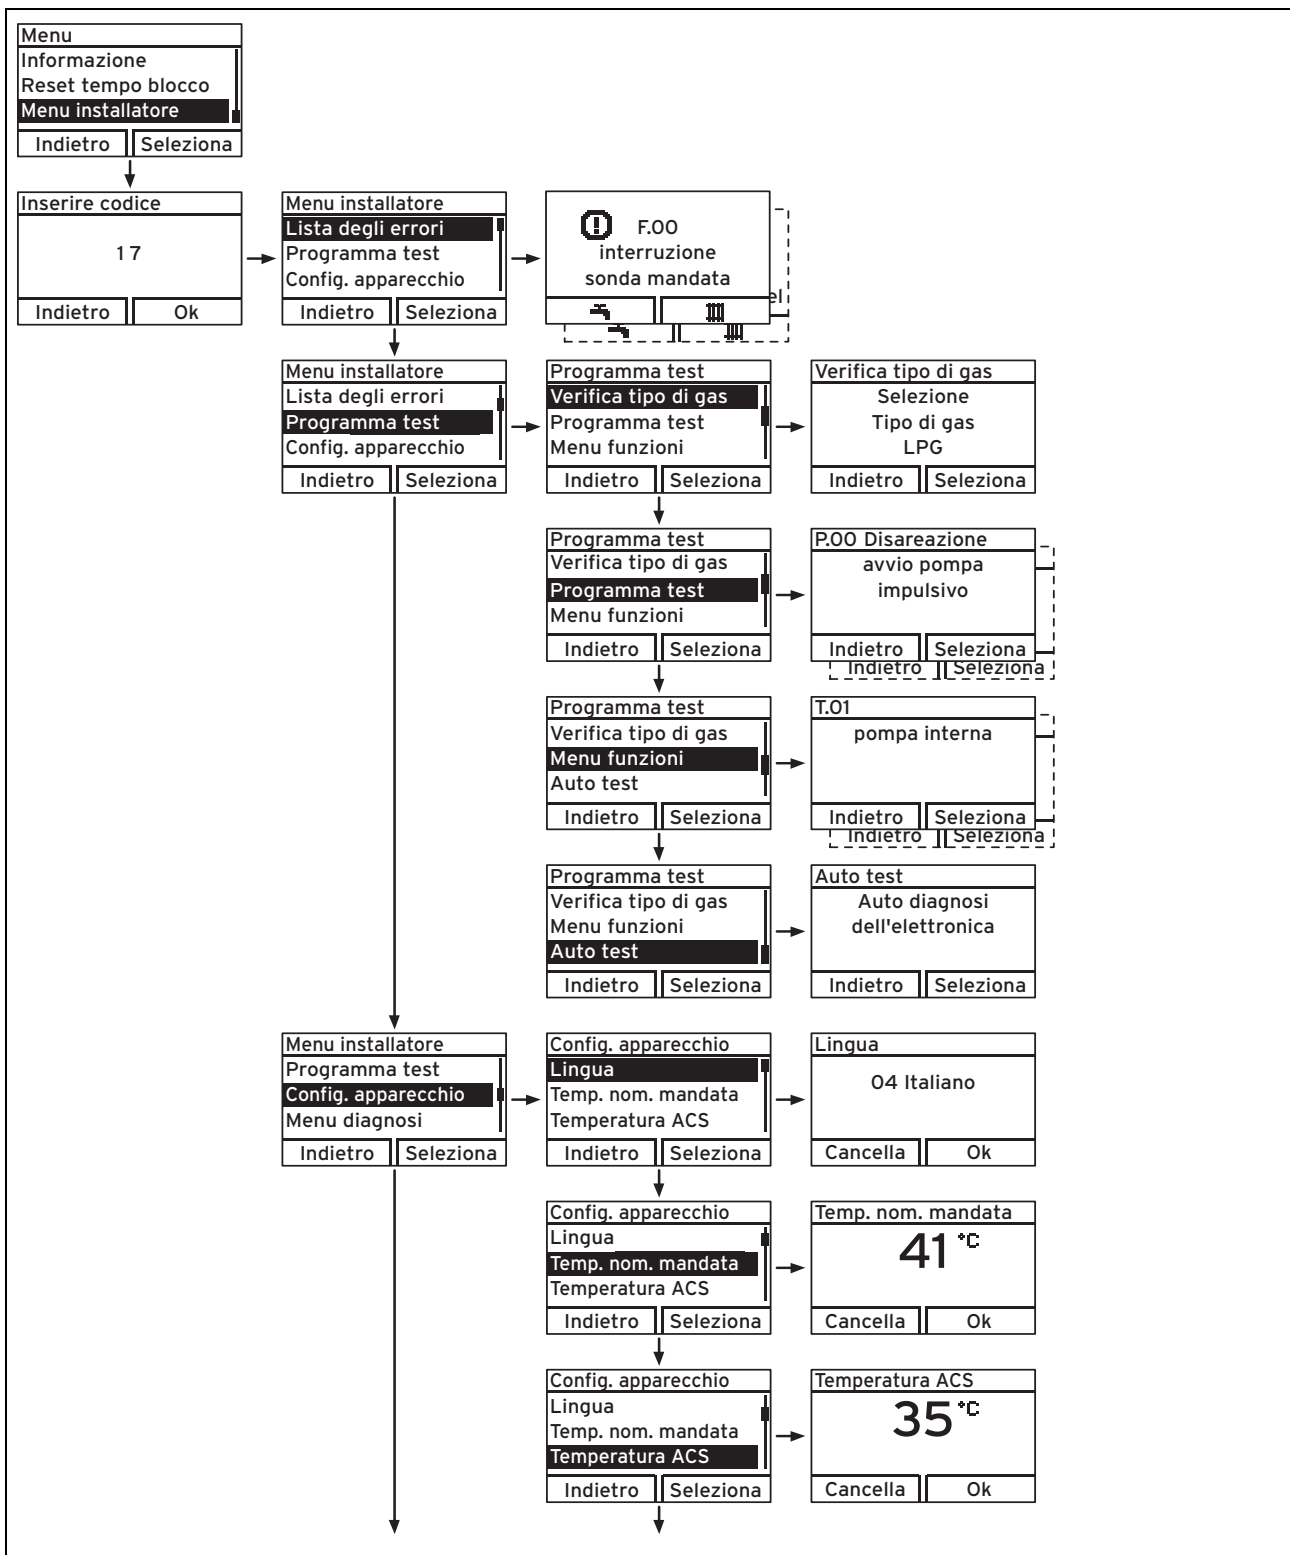 Menu
Informazione
Reset tempo blocco
Menu installatore
Indietro Seleziona
Inserire codice
17
Indietro Ok
Menu installatore
Lista degli errori
Programma test
Config. apparecchio
Indietro Seleziona
F.00
interruzione
sonda mandata
el
Menu installatore
Lista degli errori
Programma test
Config. apparecchio
Indietro Seleziona
Programma test
Verifica tipo di gas
Programma test
Menu funzioni
Indietro Seleziona
Verifica tipo di gas
Selezione
Tipo di gas
LPG
Indietro Seleziona
Programma test
Verifica tipo di gas
Programma test
Menu funzioni
Indietro Seleziona
P.00 Disareazione
avvio pompa
impulsivo
Indietro Seleziona
Indietro Seleziona
Programma test
Verifica tipo di gas
Menu funzioni
Auto test
Indietro Seleziona
T.01
pompa interna
Indietro Seleziona
Indietro Seleziona
Programma test
Verifica tipo di gas
Menu funzioni
Auto test
Indietro Seleziona
Auto test
Auto diagnosi
dell'elettronica
Indietro Seleziona
Menu installatore
Programma test
Config. apparecchio
Menu diagnosi
Indietro Seleziona
Config. apparecchio
Lingua
Temp. nom. mandata
Temperatura ACS
Indietro Seleziona
Lingua
04 Italiano
Cancella Ok
Config. apparecchio
Lingua
Temp. nom. mandata
Temperatura ACS
Indietro Seleziona
Temp. nom. mandata
41 °C
Cancella Ok
Config. apparecchio
Lingua
Temp. nom. mandata
Temperatura ACS
Indietro Seleziona
Temperatura ACS
35 °C
Cancella Ok